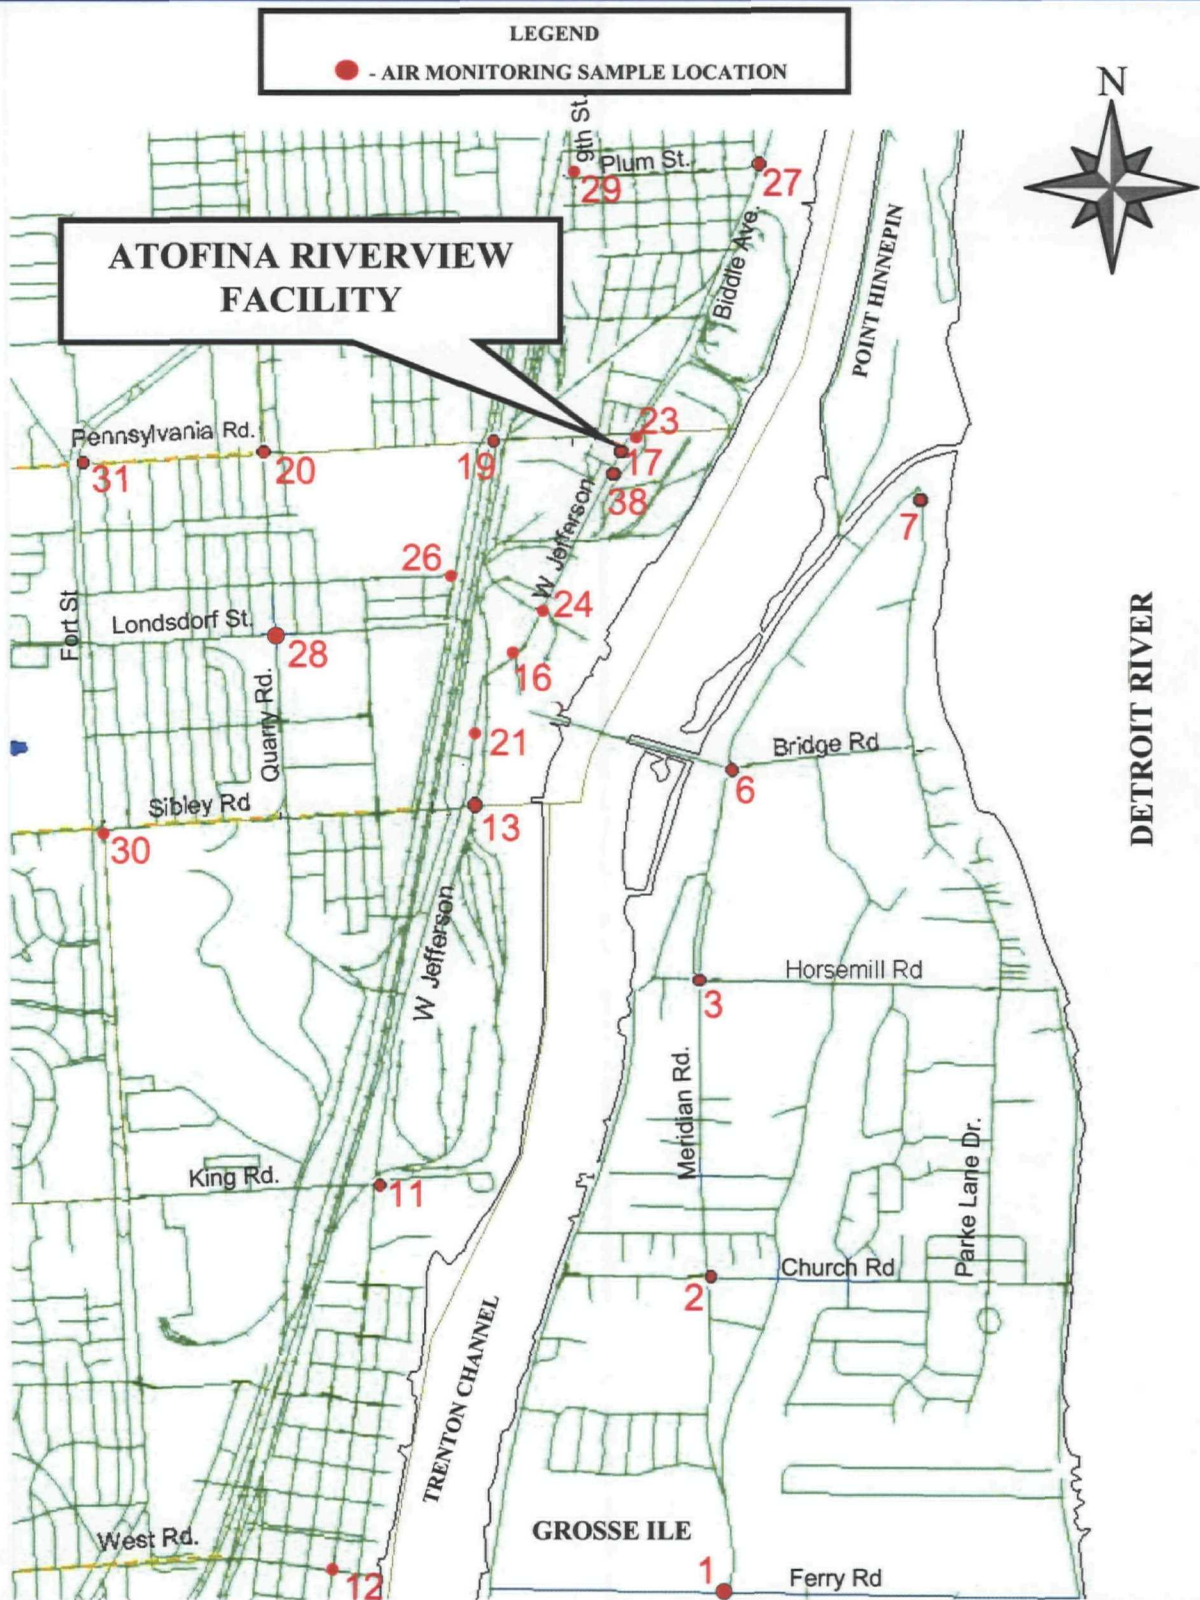 LEGEND
- AIR MONITORING SAMPLE LOCATION
N
9th St.
Plum St.
29
27
ATOFINA RIVERVIEW
FACILITY
Biddle Ave.
POINT HINNEPIN
Pennsylvania Rd.
31
20
19
23
17
38
7
W Jefferson
26
24
Fort St
Londsdorf St.
28
16
Quarry Rd.
21
Bridge Rd
6
DETROIT RIVER
Sibley Rd
13
30
W Jefferson
Horsemill Rd
3
Meridian Rd.
King Rd.
11
Parke Lane Dr.
Church Rd
2
TRENTON CHANNEL
West Rd.
12
GROSSE ILE
1
Ferry Rd